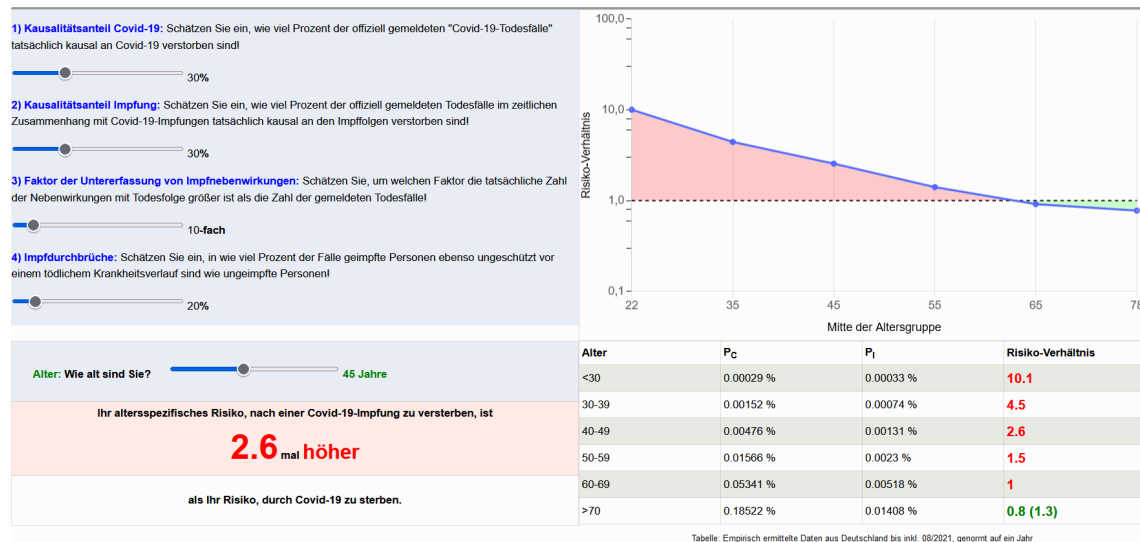 1) Kausalitätsanteil Covid-19: Schätzen Sie ein, wie viel Prozent der offiziell gemeldeten "Covid-19-Todesfälle"
tatsächlich kausal an Covid-19 verstorben sind!
30%
2) Kausalitätsanteil Impfung: Schätzen Sie ein, wie viel Prozent der offiziell gemeldeten Todesfälle im zeitlichen
Zusammenhang mit Covid-19-Impfungen tatsächlich kausal an den Impffolgen verstorben sind!
30%
3) Faktor der Untererfassung von Impfnebenwirkungen: Schätzen Sie, um welchen Faktor die tatsächliche Zahl
der Nebenwirkungen mit Todesfolge größer ist als die Zahl der gemeldeten Todesfälle!
10-fach
4) Impfdurchbrüche: Schätzen Sie ein, in wie viel Prozent der Fälle geimpfte Personen ebenso ungeschützt vor
einem tödlichem Krankheitsverlauf sind wie ungeimpfte Personen!
20%
Alter: Wie alt sind Sie?
45 Jahre
Ihr altersspezifisches Risiko, nach einer Covid-19-Impfung zu versterben, ist
2.6 mal höher
als Ihr Risiko, durch Covid-19 zu sterben.
Risiko-Verhältnis
100,0
10,0
1,0
0,1
22 35 45 55 65 78
Mitte der Altersgruppe
Alter PC PI Risiko-Verhältnis
<30 0.00029 % 0.00033 % 10.1
30-39 0.00152 % 0.00074 % 4.5
40-49 0.00476 % 0.00131 % 2.6
50-59 0.01566 % 0.0023 % 1.5
60-69 0.05341 % 0.00518 % 1
>70 0.18522 % 0.01408 % 0.8 (1.3)
Tabelle: Empirisch ermittelte Daten aus Deutschland bis inkl. 08/2021, genormt auf ein Jahr